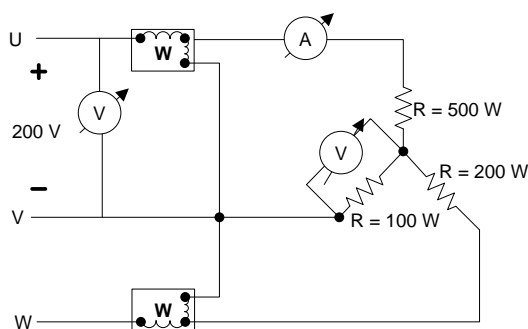 U
W
A
+
V
200 V
R = 500 W
V
R = 200 W
–
V
R = 100 W
W
W